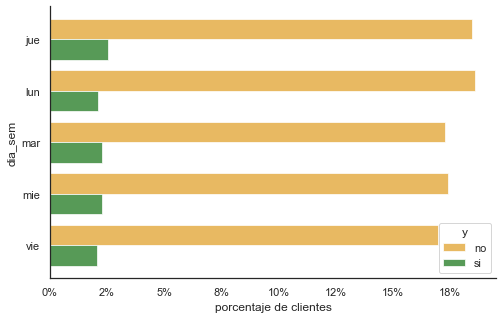 dia_sem
jue
lun
mar
mie
vie
0% 2% 5% 8% 10% 12% 15% 18%
porcentaje de clientes
y
no
si